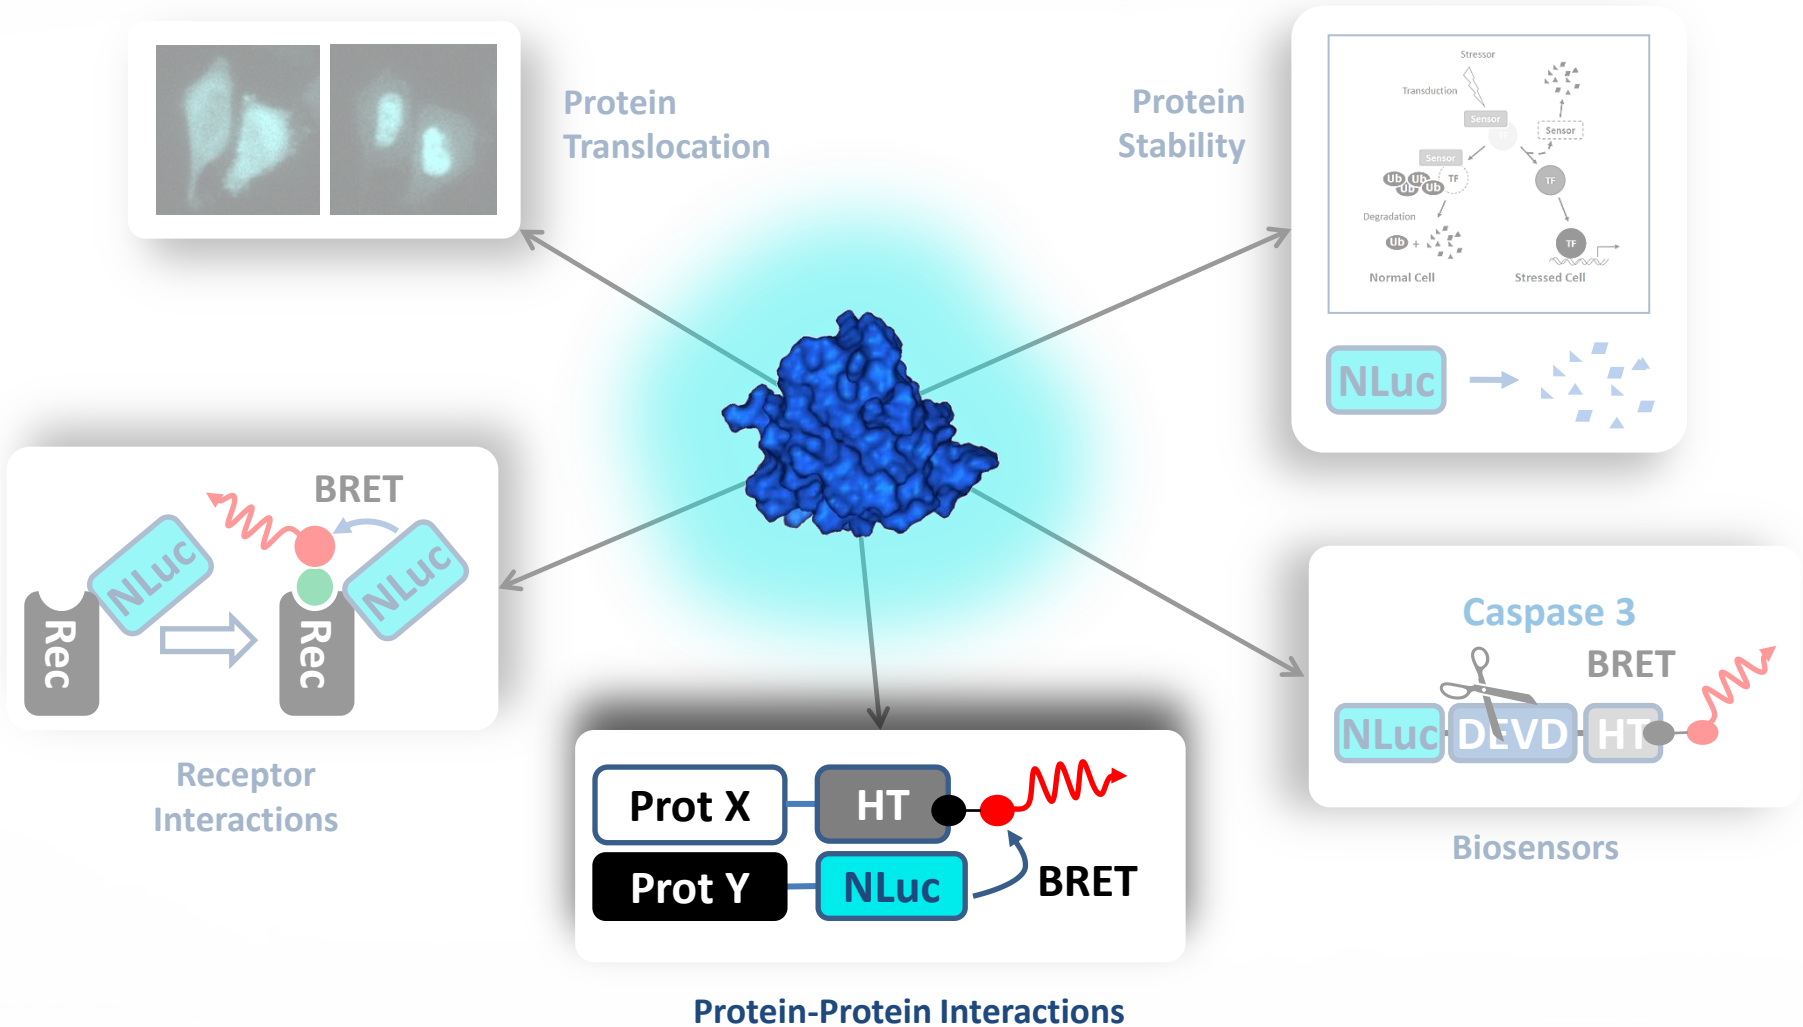 Protein
Translocation
Protein
Stability
Stressor
Transduction
Sensor
TF
Sensor
Sensor
Ub
Ub
Ub
Ub
TF
TF
Degradation
Ub
+
TF
Normal Cell
Stressed Cell
NLuc
BRET
NLuc
NLuc
Rec
Rec
Receptor
Interactions
Caspase 3
BRET
NLuc
DEVD
HT
Biosensors
Prot X
HT
Prot Y
NLuc
BRET
Protein-Protein Interactions